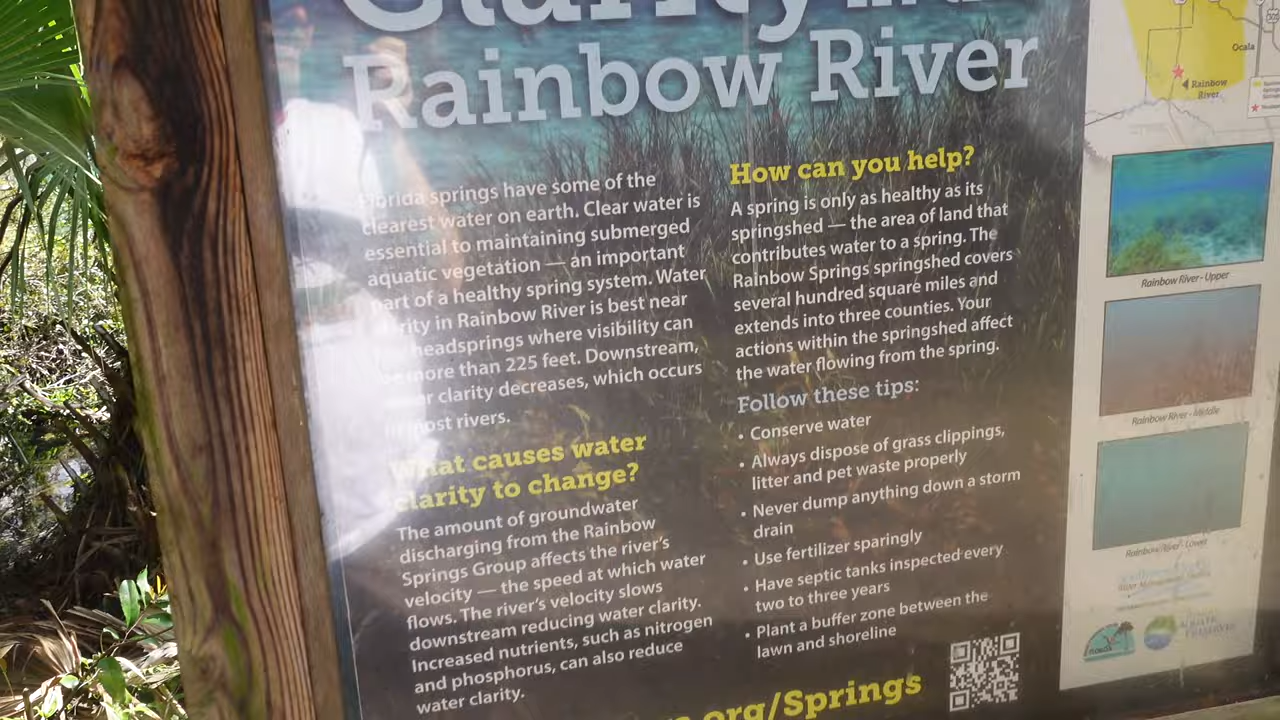 Clarity in the
Rainbow River
Florida springs have some of the
clearest water on earth. Clear water is
essential to maintaining submerged
aquatic vegetation — an important
part of a healthy spring system. Water
clarity in Rainbow River is best near
headsprings where visibility can
be more than 225 feet. Downstream,
clarity decreases, which occurs
in most rivers.
What causes water
clarity to change?
The amount of groundwater
discharging from the Rainbow
Springs Group affects the river's
velocity — the speed at which water
flows. The river's velocity slows
downstream reducing water clarity.
Increased nutrients, such as nitrogen
and phosphorus, can also reduce
water clarity.
How can you help?
A spring is only as healthy as its
springshed — the area of land that
contributes water to a spring. The
Rainbow Springs springshed covers
several hundred square miles and
extends into three counties. Your
actions within the springshed affect
the water flowing from the spring.
Follow these tips:
• Conserve water
• Always dispose of grass clippings,
litter and pet waste properly
• Never dump anything down a storm
drain
• Use fertilizer sparingly
• Have septic tanks inspected every
two to three years
• Plant a buffer zone between the
lawn and shoreline
.org/Springs
Ocala
Rainbow
River
Rainbow River - Upper
Rainbow River - Middle
Rainbow River - Lower
FLORIDA